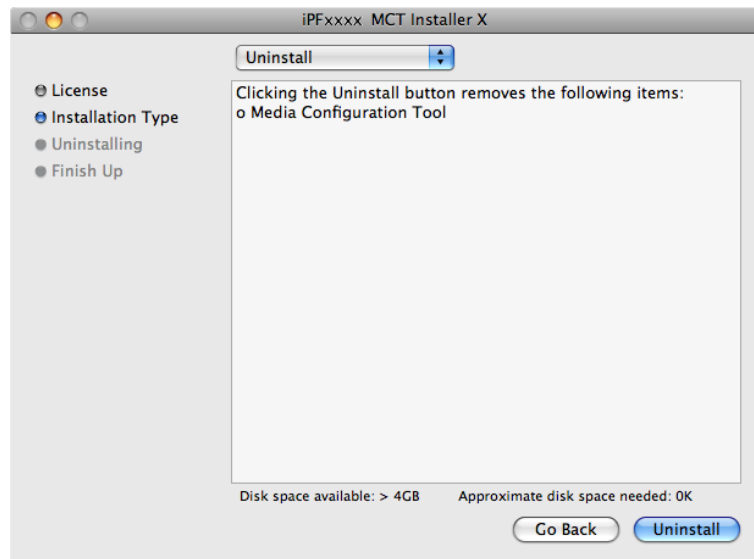 iPFxxxx MCT Installer X
Uninstall
License
Installation Type
Uninstalling
Finish Up
Clicking the Uninstall button removes the following items:
o Media Configuration Tool
Disk space available: > 4GB Approximate disk space needed: 0K
Go Back Uninstall